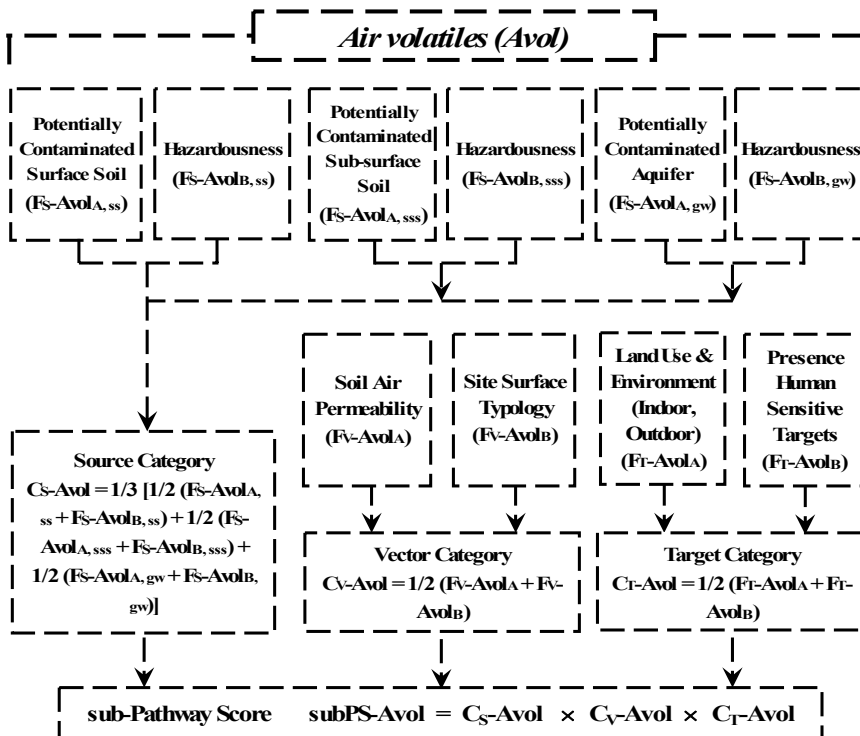 Air volatiles (Avol)
Potentially
Contaminated
Surface Soil
(FS-AvolA, ss)
Hazardousness
(FS-AvolB, ss)
Potentially
Contaminated
Sub-surface
Soil
(FS-AvolA, sss)
Hazardousness
(FS-AvolB, sss)
Potentially
Contaminated
Aquifer
(FS-AvolA, gw)
Hazardousness
(FS-AvolB, gw)
Soil Air
Permeability
(FV-AvolA)
Site Surface
Typology
(FV-AvolB)
Land Use &
Environment
(Indoor,
Outdoor)
(FT-AvolA)
Presence
Human
Sensitive
Targets
(FT-AvolB)
Source Category
CS-Avol = 1/3 [1/2 (FS-AvolA,
ss + FS-AvolB, ss) + 1/2 (FS-
AvolA, sss + FS-AvolB, sss) +
1/2 (FS-AvolA, gw + FS-AvolB,
gw)]
Vector Category
CV-Avol = 1/2 (FV-AvolA + FV-
AvolB)
Target Category
CT-Avol = 1/2 (FT-AvolA + FT-
AvolB)
sub-Pathway Score subPS-Avol = CS-Avol × CV-Avol × CT-Avol